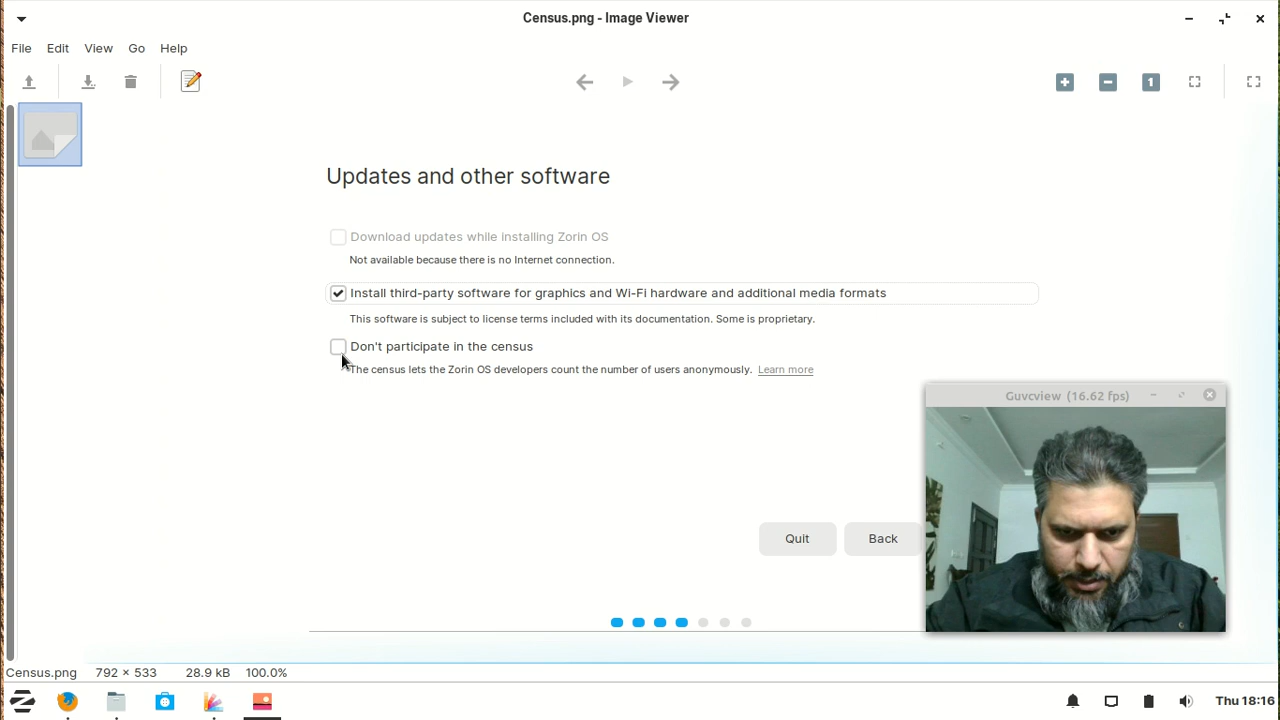 Census.png - Image Viewer
File Edit View Go Help
1
Updates and other software
Download updates while installing Zorin OS
Not available because there is no Internet connection.
Install third-party software for graphics and Wi-Fi hardware and additional media formats
This software is subject to license terms included with its documentation. Some is proprietary.
Don't participate in the census
The census lets the Zorin OS developers count the number of users anonymously. Learn more
Guvcview (16.62 fps)
Quit Back
Census.png 792 × 533 28.9 kB 100.0%
Thu 18:16